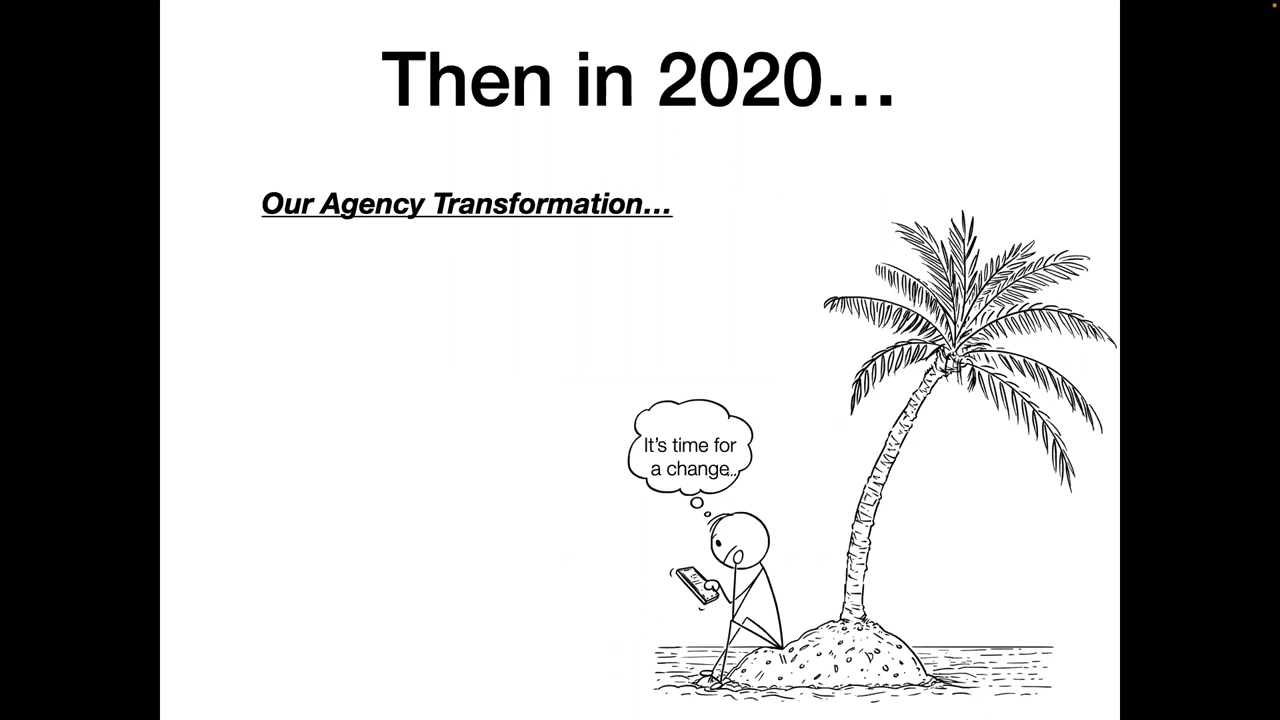 Then in 2020…
Our Agency Transformation…
It's time for
a change...